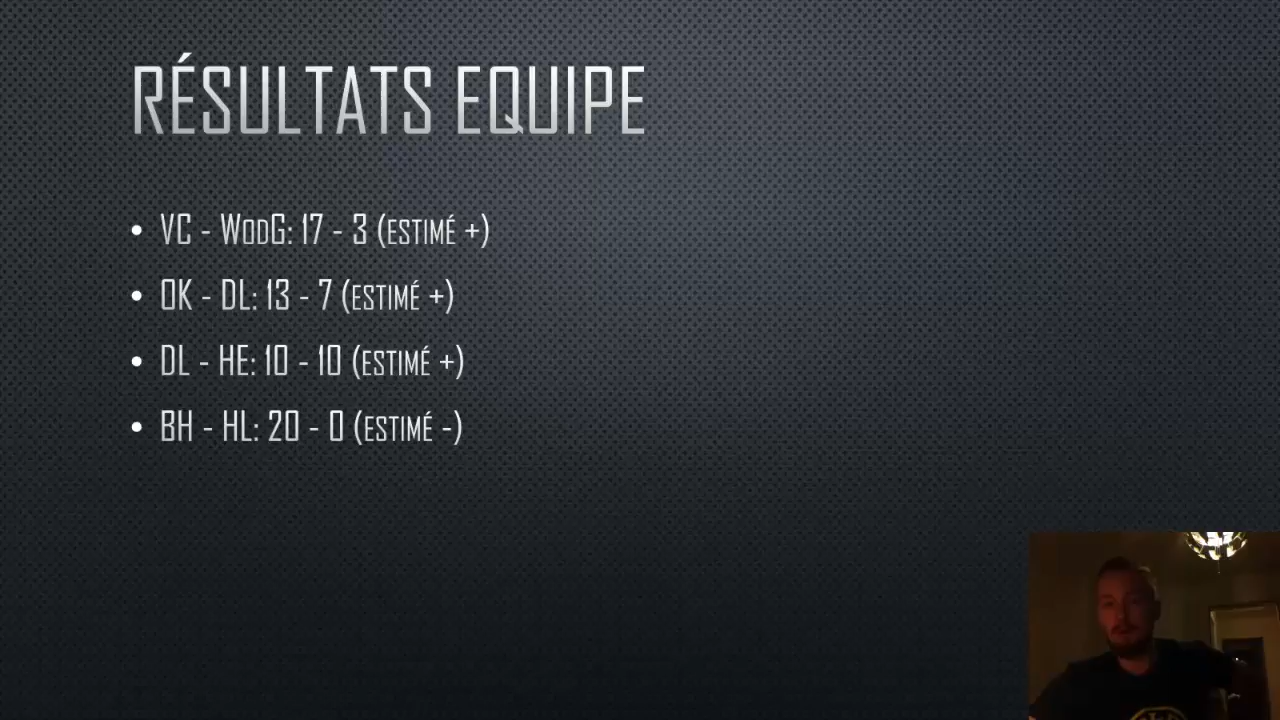 RÉSULTATS EQUIPE
• VC - WODG: 17 - 3 (ESTIMÉ +)
• OK - DL: 13 - 7 (ESTIMÉ +)
• DL - HE: 10 - 10 (ESTIMÉ +)
• BH - HL: 20 - 0 (ESTIMÉ -)